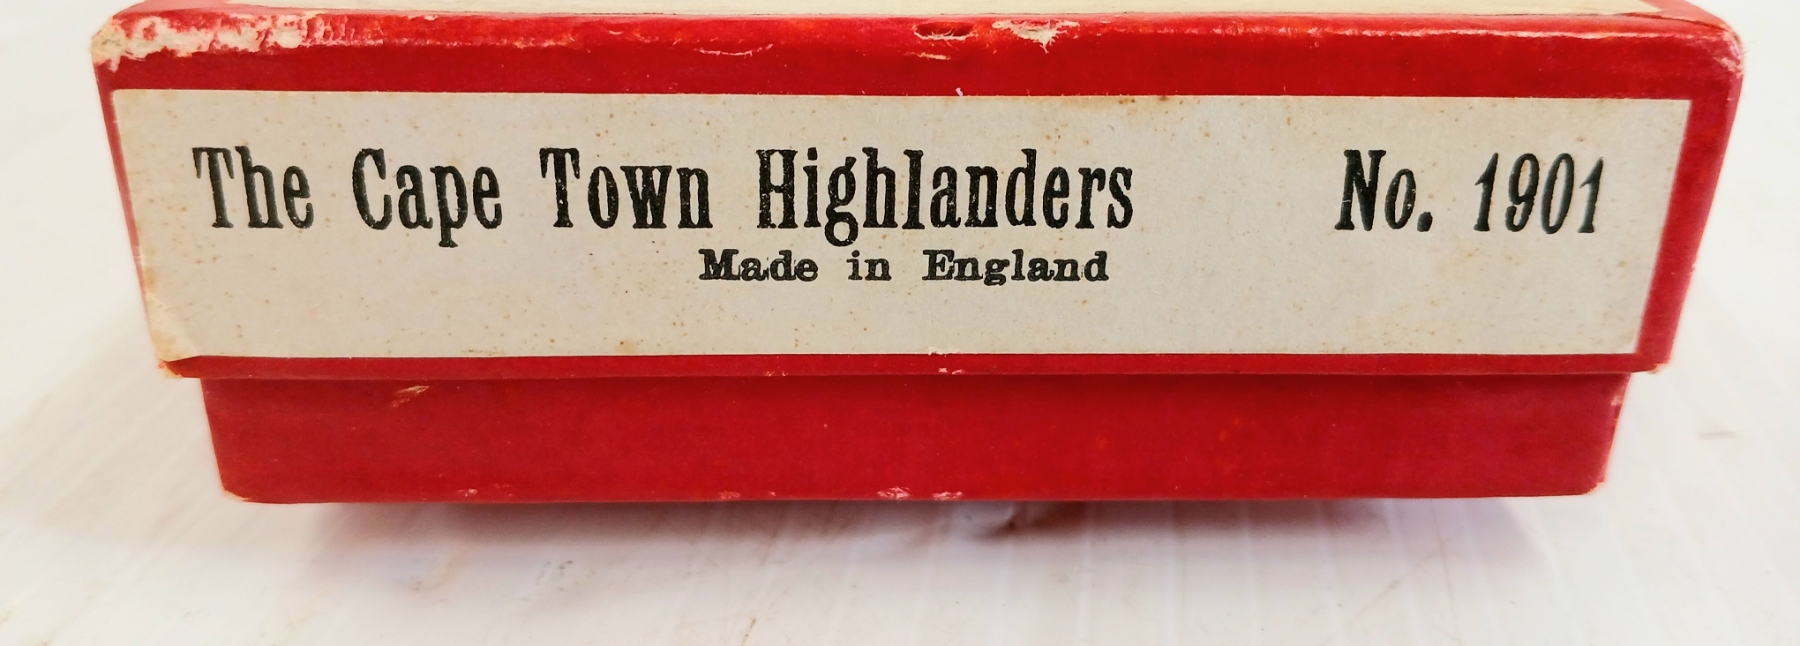 The Cape Town Highlanders No. 1901
Made in England